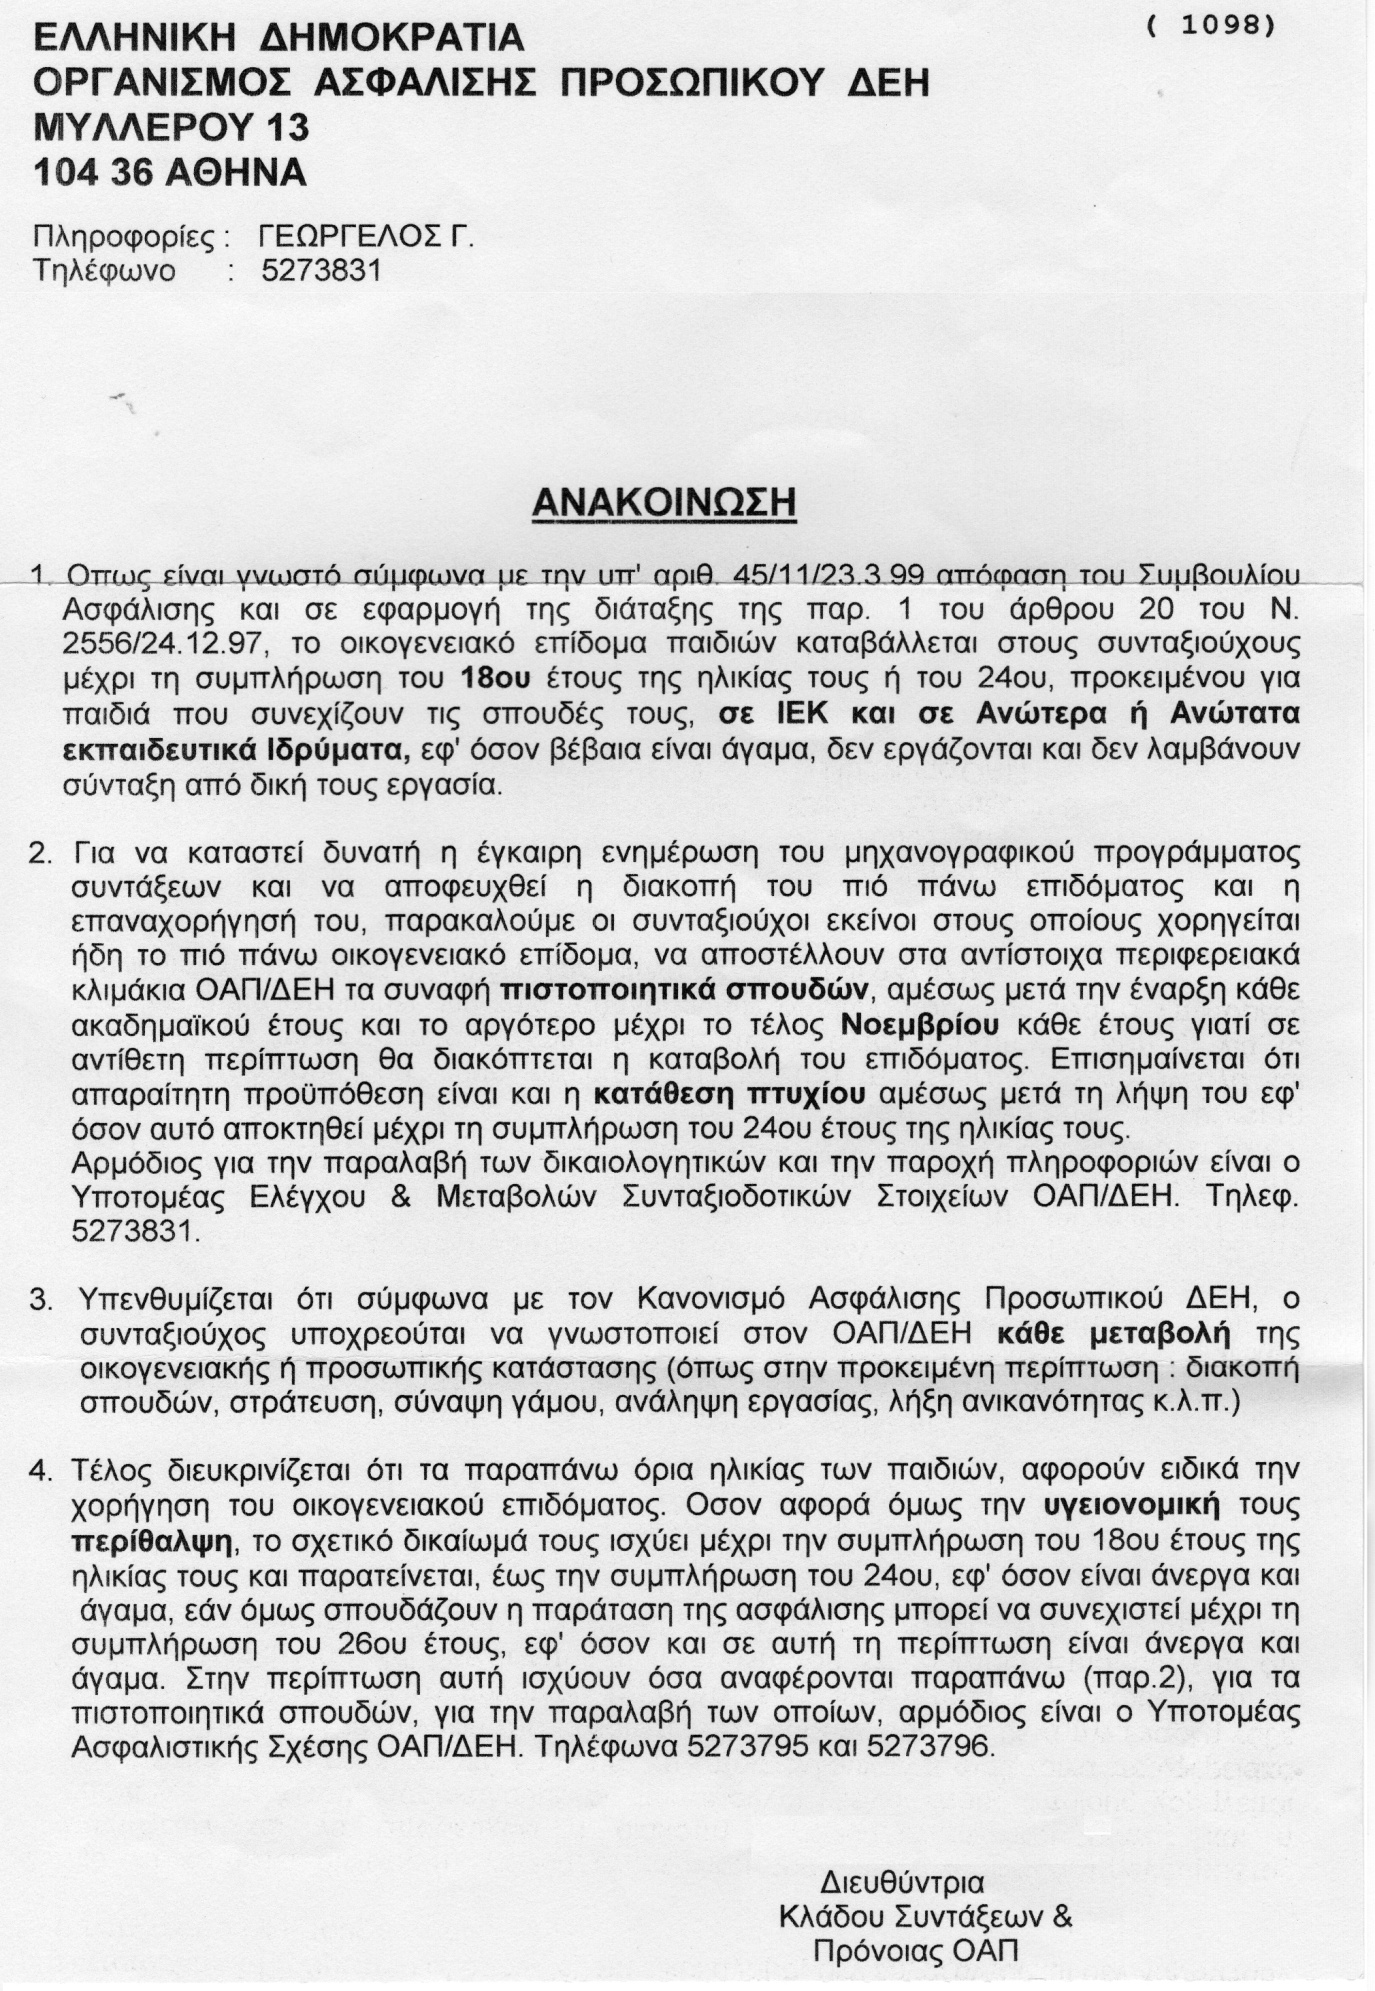 ( 1098)
ΕΛΛΗΝΙΚΗ ΔΗΜΟΚΡΑΤΙΑ
ΟΡΓΑΝΙΣΜΟΣ ΑΣΦΑΛΙΣΗΣ ΠΡΟΣΩΠΙΚΟΥ ΔΕΗ
ΜΥΛΛΕΡΟΥ 13
104 36 ΑΘΗΝΑ
Πληροφορίες : ΓΕΩΡΓΕΛΟΣ Γ.
Τηλέφωνο : 5273831
ΑΝΑΚΟΙΝΩΣΗ
1. Οπως είναι γνωστό σύμφωνα με την υπ' αριθ. 45/11/23.3.99 απόφαση του Συμβουλίου
Ασφάλισης και σε εφαρμογή της διάταξης της παρ. 1 του άρθρου 20 του Ν.
2556/24.12.97, το οικογενειακό επίδομα παιδιών καταβάλλεται στους συνταξιούχους
μέχρι τη συμπλήρωση του 18ου έτους της ηλικίας τους ή του 24ου, προκειμένου για
παιδιά που συνεχίζουν τις σπουδές τους, σε ΙΕΚ και σε Ανώτερα ή Ανώτατα
εκπαιδευτικά Ιδρύματα, εφ' όσον βέβαια είναι άγαμα, δεν εργάζονται και δεν λαμβάνουν
σύνταξη από δική τους εργασία.
2. Για να καταστεί δυνατή η έγκαιρη ενημέρωση του μηχανογραφικού προγράμματος
συντάξεων και να αποφευχθεί η διακοπή του πιό πάνω επιδόματος και η
επαναχορήγησή του, παρακαλούμε οι συνταξιούχοι εκείνοι στους οποίους χορηγείται
ήδη το πιό πάνω οικογενειακό επίδομα, να αποστέλλουν στα αντίστοιχα περιφερειακά
κλιμάκια ΟΑΠ/ΔΕΗ τα συναφή πιστοποιητικά σπουδών, αμέσως μετά την έναρξη κάθε
ακαδημαϊκού έτους και το αργότερο μέχρι το τέλος Νοεμβρίου κάθε έτους γιατί σε
αντίθετη περίπτωση θα διακόπτεται η καταβολή του επιδόματος. Επισημαίνεται ότι
απαραίτητη προϋπόθεση είναι και η κατάθεση πτυχίου αμέσως μετά τη λήψη του εφ'
όσον αυτό αποκτηθεί μέχρι τη συμπλήρωση του 24ου έτους της ηλικίας τους.
Αρμόδιος για την παραλαβή των δικαιολογητικών και την παροχή πληροφοριών είναι ο
Υποτομέας Ελέγχου & Μεταβολών Συνταξιοδοτικών Στοιχείων ΟΑΠ/ΔΕΗ. Τηλεφ.
5273831.
3. Υπενθυμίζεται ότι σύμφωνα με τον Κανονισμό Ασφάλισης Προσωπικού ΔΕΗ, ο
συνταξιούχος υποχρεούται να γνωστοποιεί στον ΟΑΠ/ΔΕΗ κάθε μεταβολή της
οικογενειακής ή προσωπικής κατάστασης (όπως στην προκειμένη περίπτωση : διακοπή
σπουδών, στράτευση, σύναψη γάμου, ανάληψη εργασίας, λήξη ανικανότητας κ.λ.π.)
4. Τέλος διευκρινίζεται ότι τα παραπάνω όρια ηλικίας των παιδιών, αφορούν ειδικά την
χορήγηση του οικογενειακού επιδόματος. Οσον αφορά όμως την υγειονομική τους
περίθαλψη, το σχετικό δικαίωμά τους ισχύει μέχρι την συμπλήρωση του 18ου έτους της
ηλικίας τους και παρατείνεται, έως την συμπλήρωση του 24ου, εφ' όσον είναι άνεργα και
άγαμα, εάν όμως σπουδάζουν η παράταση της ασφάλισης μπορεί να συνεχιστεί μέχρι τη
συμπλήρωση του 26ου έτους, εφ' όσον και σε αυτή τη περίπτωση είναι άνεργα και
άγαμα. Στην περίπτωση αυτή ισχύουν όσα αναφέρονται παραπάνω (παρ.2), για τα
πιστοποιητικά σπουδών, για την παραλαβή των οποίων, αρμόδιος είναι ο Υποτομέας
Ασφαλιστικής Σχέσης ΟΑΠ/ΔΕΗ. Τηλέφωνα 5273795 και 5273796.
Διευθύντρια
Κλάδου Συντάξεων &
Πρόνοιας ΟΑΠ